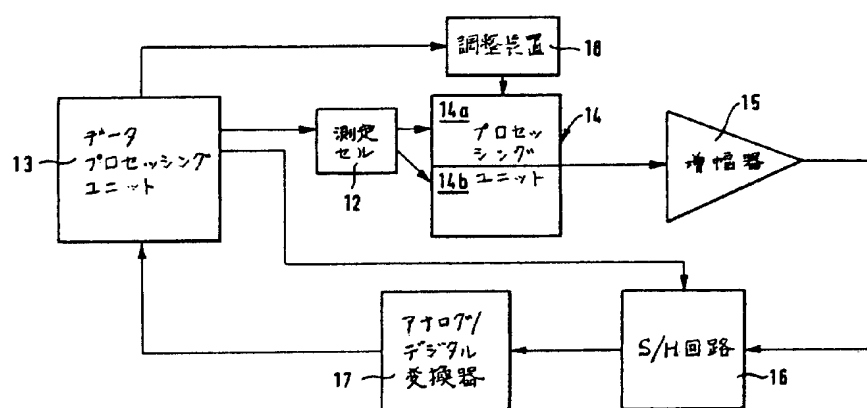 調整装置
18
データ
プロセッシング
ユニット
13
測定
セル
12
14a
プロセッ
シング
14b
ユニット
14
15
増幅器
アナログ/
デジタル
変換器
17
S/H回路
16